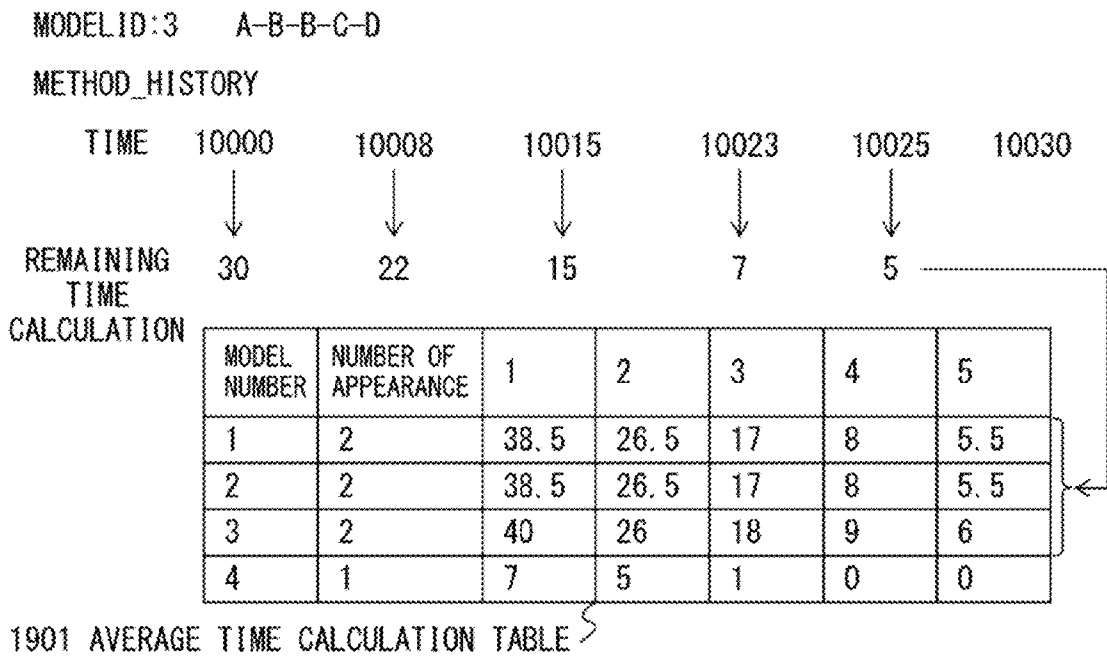 MODELID:3 A-B-B-C-D
METHOD_HISTORY
TIME 10000 10008 10015 10023 10025 10030
REMAINING TIME CALCULATION 30 22 15 7 5
MODEL NUMBER NUMBER OF APPEARANCE 1 2 3 4 5
1 2 38.5 26.5 17 8 5.5
2 2 38.5 26.5 17 8 5.5
3 2 40 26 18 9 6
4 1 7 5 1 0 0
1901 AVERAGE TIME CALCULATION TABLE